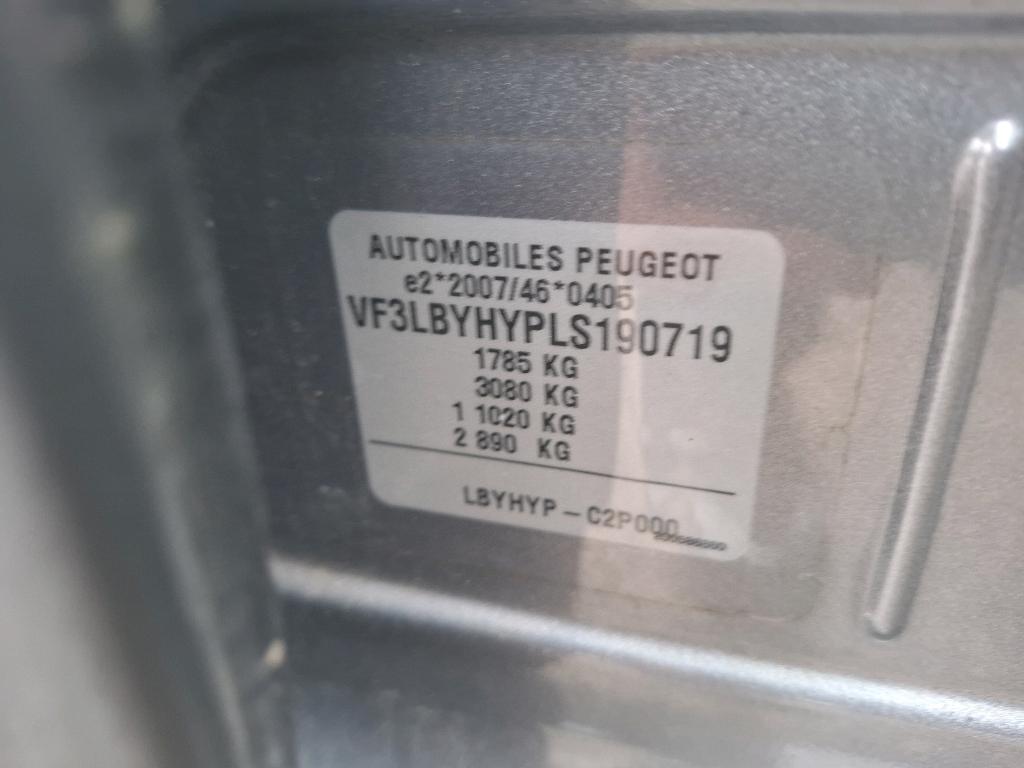 AUTOMOBILES PEUGEOT
e2*2007/46*0405
VF3LBYHYPLS190719
1785 KG
3080 KG
1 1020 KG
2 890 KG
LBYHYP – C2P000